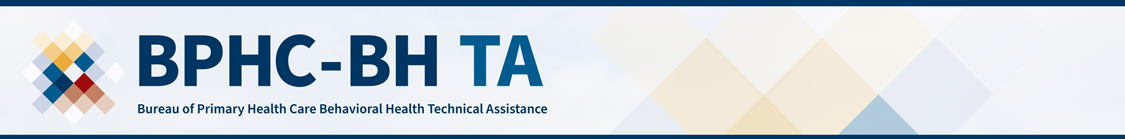 BPHC-BH TA
Bureau of Primary Health Care Behavioral Health Technical Assistance